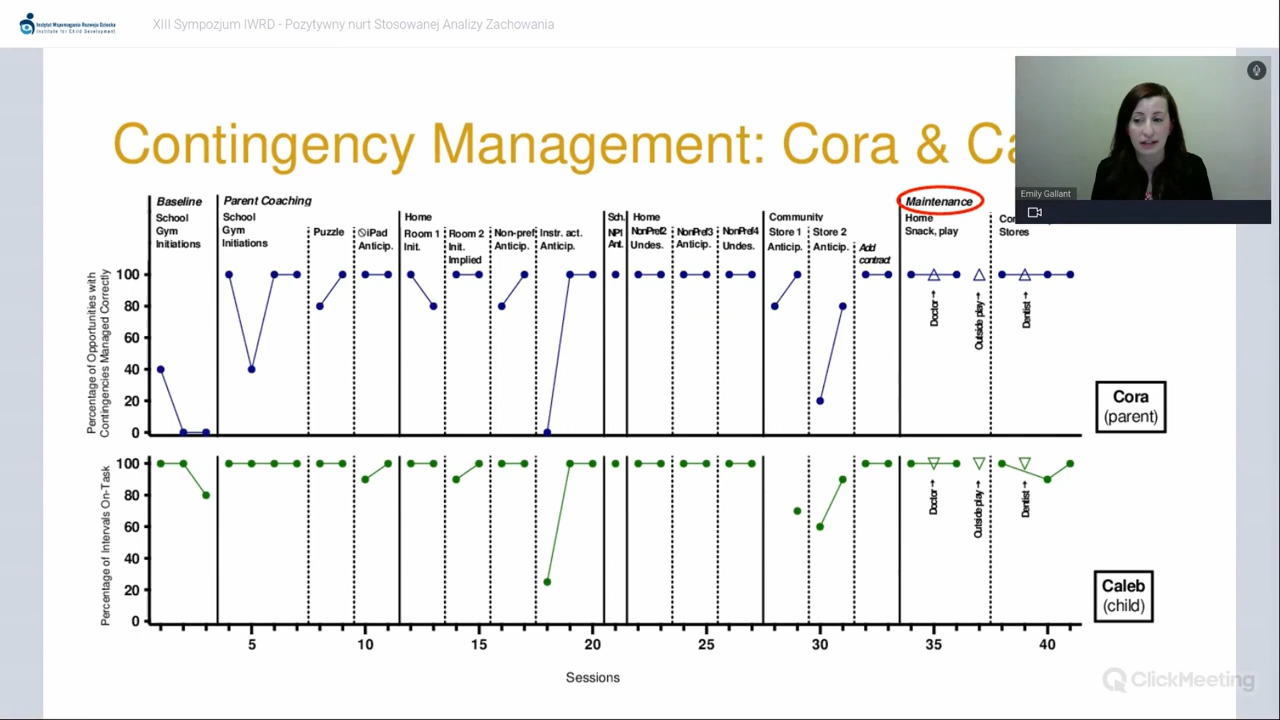 Instytut Wspomagania Rozwoju Dziecka
Institute for Child Development
XIII Sympozjum IWRD - Pozytywny nurt Stosowanej Analizy Zachowania
Contingency Management: Cora & Ca
Emily Gallant
Baseline
School
Gym
Initiations
Parent Coaching
School
Gym
Initiations
Puzzle
iPad
Anticip.
Home
Room 1
Init.
Room 2
Init.
Implied
Non-pref
Anticip.
Instr. act.
Anticip.
Sch.
NP1
Ant.
Home
NonPref2
Undes.
NonPref3
Anticip.
NonPref4
Undes.
Community
Store 1
Anticip.
Store 2
Anticip.
Add
contract
Maintenance
Home
Snack, play
Stores
Percentage of Opportunities with
Contingencies Managed Correctly
100
80
60
40
20
0
Doctor→
Outside play→
Dentist→
Cora
(parent)
Percentage of Intervals On-Task
100
80
60
40
20
0
Doctor→
Outside play→
Dentist→
Caleb
(child)
5 10 15 20 25 30 35 40
Sessions
ClickMeeting